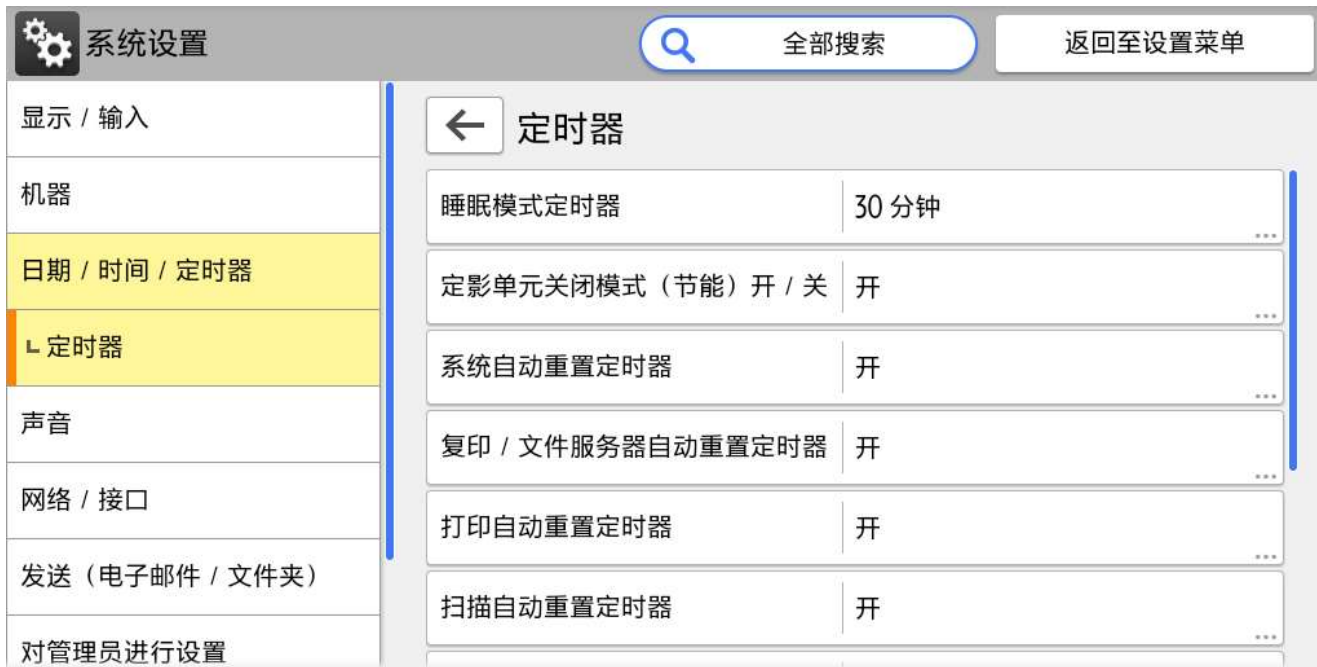 系统设置
全部搜索
返回至设置菜单
显示 / 输入
机器
日期 / 时间 / 定时器
定时器
声音
网络 / 接口
发送（电子邮件 / 文件夹）
对管理员进行设置
定时器
睡眠模式定时器 30 分钟
定影单元关闭模式（节能）开 / 关 开
系统自动重置定时器 开
复印 / 文件服务器自动重置定时器 开
打印自动重置定时器 开
扫描自动重置定时器 开